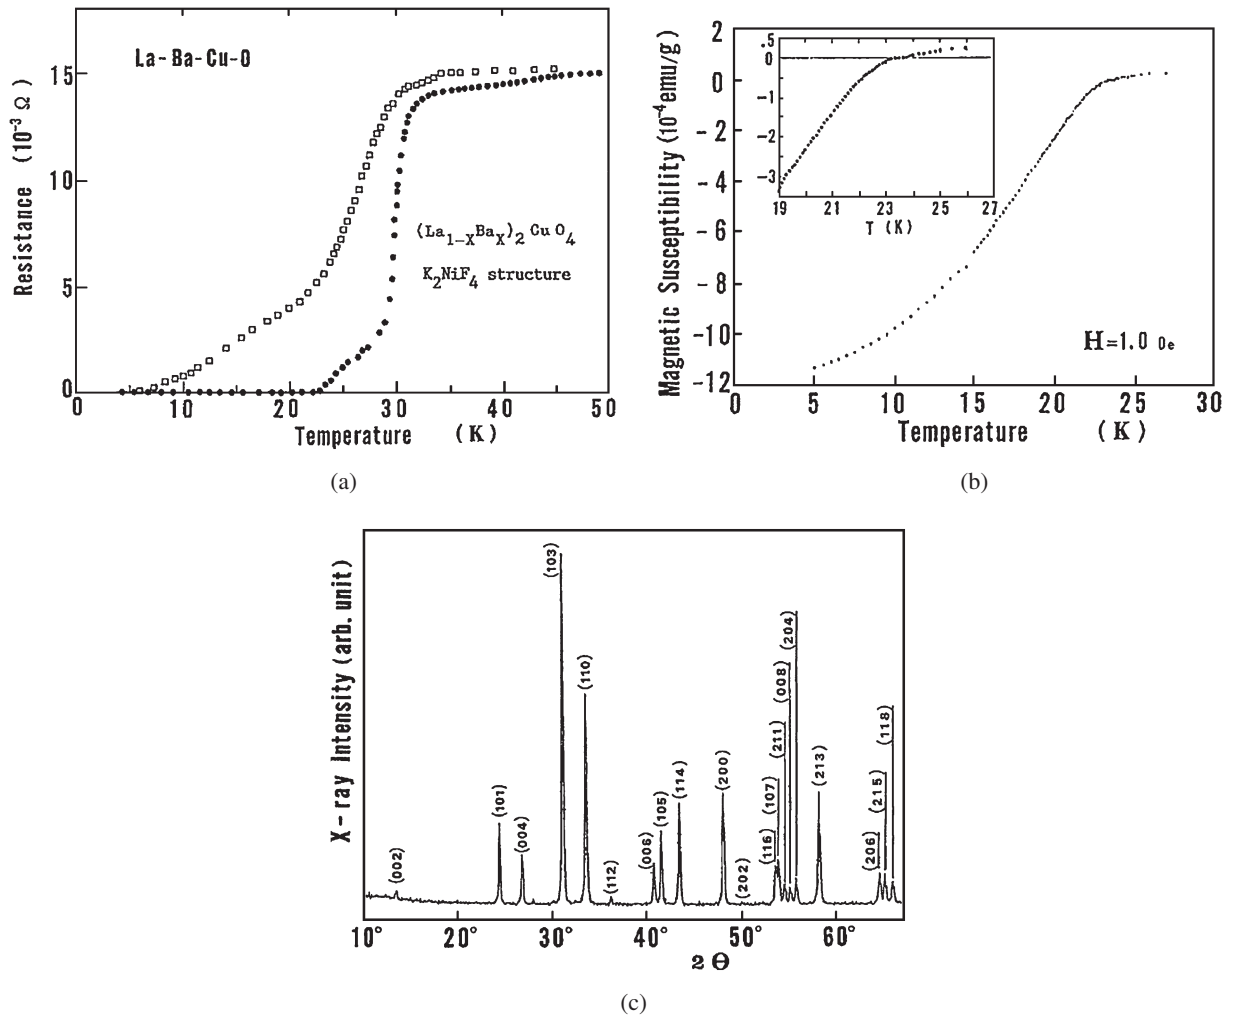 La-Ba-Cu-O
Resistance (10⁻³ Ω)
15
10
5
0
(La₁₋ₓBaₓ)₂CuO₄
K₂NiF₄ structure
0 10 20 30 40 50
Temperature (K)
(a)
Magnetic Susceptibility (10⁻⁴emu/g)
2
0
-2
-4
-6
-8
-10
-12
.5
0
-1
-2
-3
19 21 23 25 27
T (K)
H=1.0 Oe
0 5 10 15 20 25 30
Temperature (K)
(b)
X-ray Intensity (arb. unit)
(002)
(101)
(004)
(103)
(110)
(112)
(006)
(105)
(114)
(200)
(202)
(116)
(107)
(211)
(008)
(204)
(213)
(206)
(215)
(118)
10° 20° 30° 40° 50° 60°
2 Θ
(c)